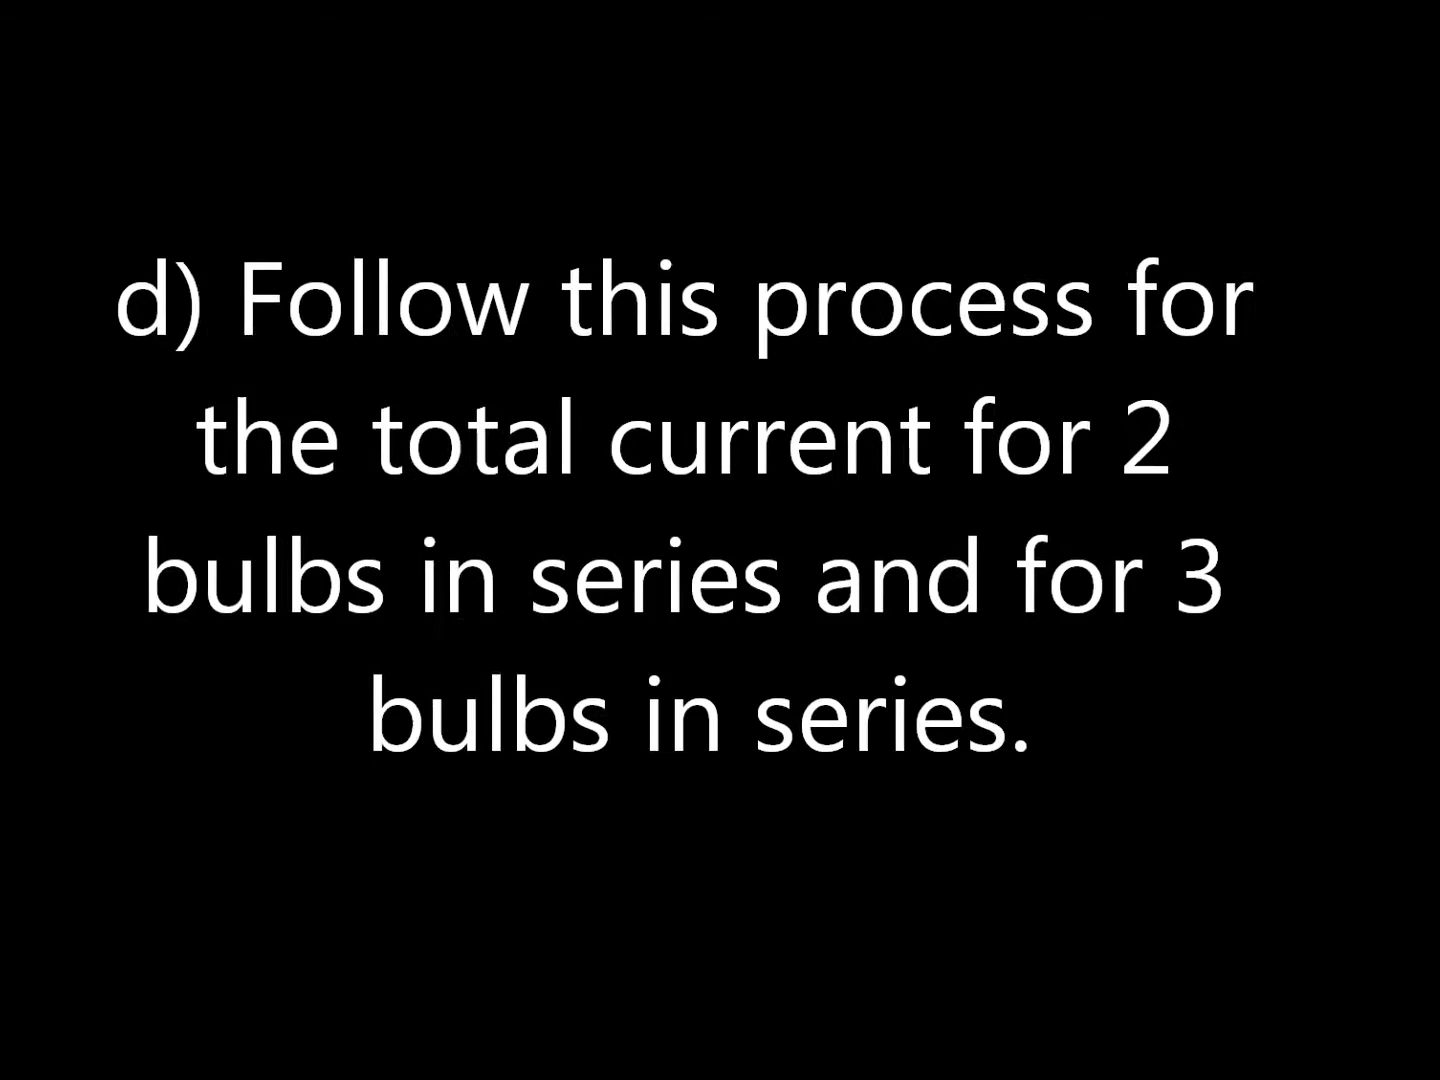 d) Follow this process for
the total current for 2
bulbs in series and for 3
bulbs in series.